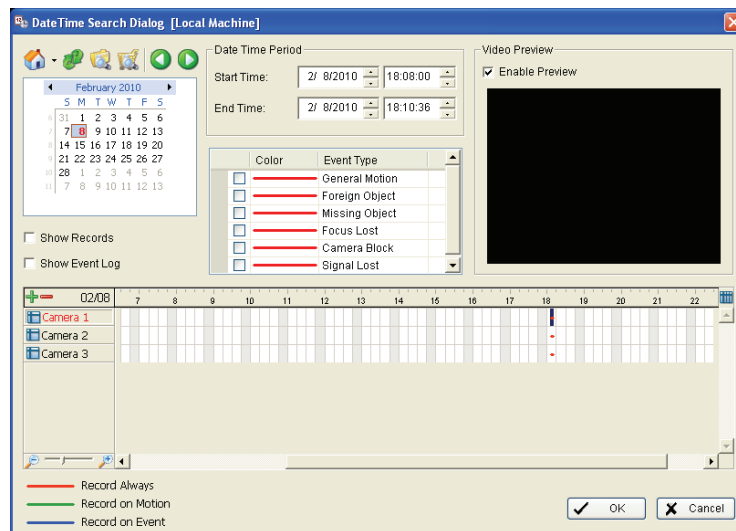 DateTime Search Dialog [Local Machine]
Date Time Period
Start Time: 2/ 8/2010 18:08:00
End Time: 2/ 8/2010 18:10:36
Video Preview
Enable Preview
February 2010
S M T W T F S
6 31 1 2 3 4 5 6
7 7 8 9 10 11 12 13
8 14 15 16 17 18 19 20
9 21 22 23 24 25 26 27
10 28 1 2 3 4 5 6
11 7 8 9 10 11 12 13
Show Records
Show Event Log
Color Event Type
General Motion
Foreign Object
Missing Object
Focus Lost
Camera Block
Signal Lost
02/08 7 8 9 10 11 12 13 14 15 16 17 18 19 20 21 22
Camera 1
Camera 2
Camera 3
Record Always
Record on Motion
Record on Event
OK
Cancel